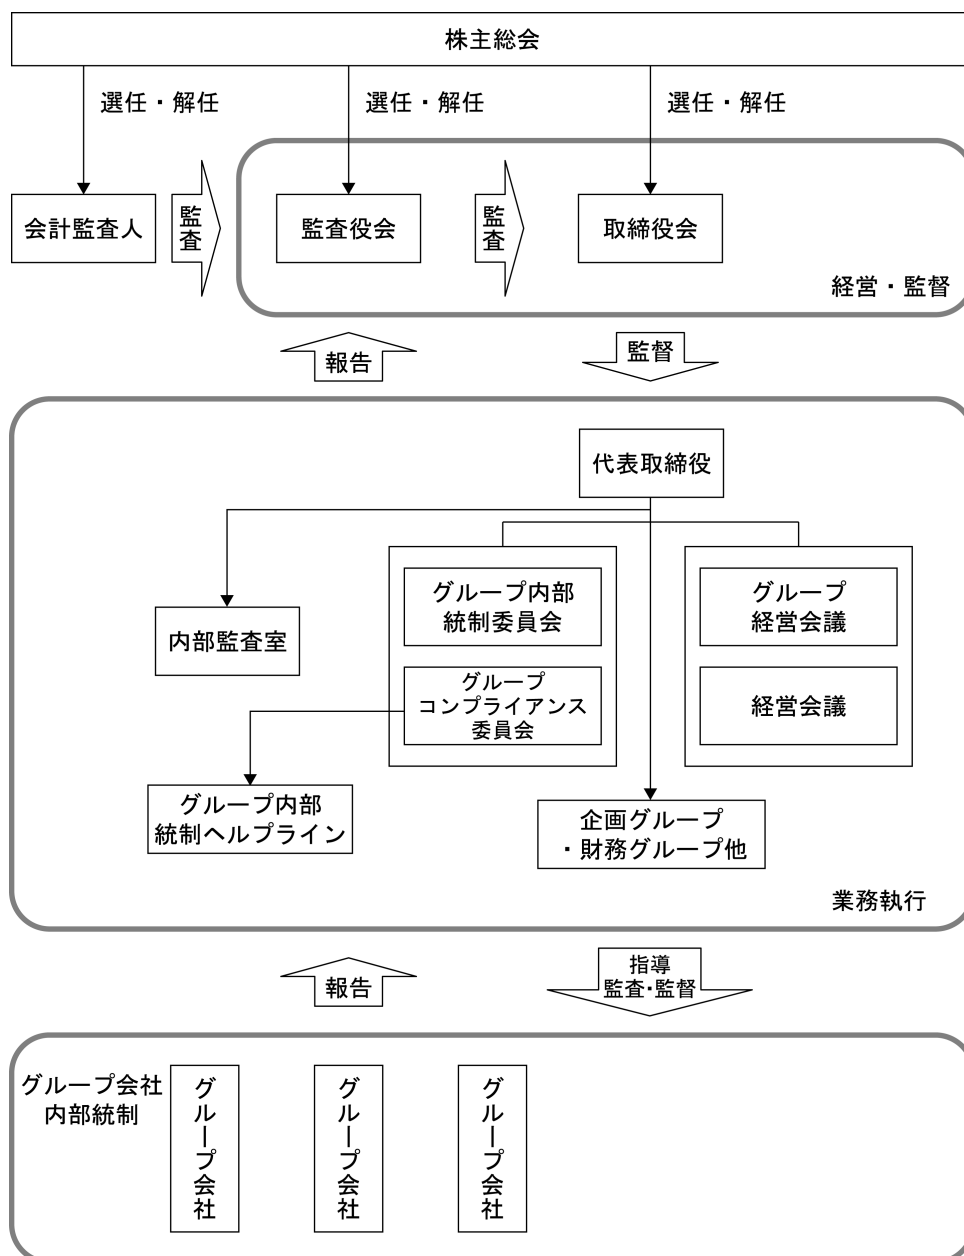 株主総会
選任・解任
選任・解任
選任・解任
会計監査人
監査
監査役会
監査
取締役会
経営・監督
報告
監督
代表取締役
グループ内部
統制委員会
グループ
経営会議
内部監査室
グループ
コンプライアンス
委員会
経営会議
グループ内部
統制ヘルプライン
企画グループ
・財務グループ他
業務執行
報告
指導
監査・監督
グループ会社
内部統制
グループ会社
グループ会社
グループ会社